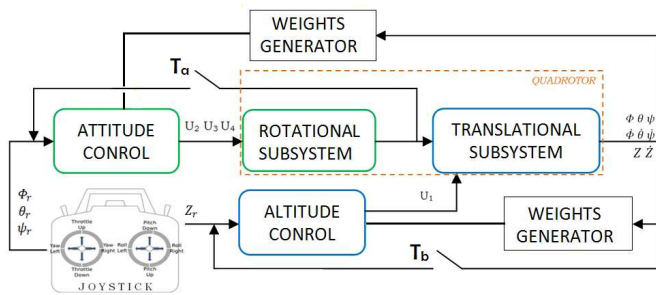 WEIGHTS
GENERATOR
Ta
QUADROTOR
ATTITUDE
CONROL
U2 U3 U4
ROTATIONAL
SUBSYSTEM
TRANSLATIONAL
SUBSYSTEM
Φ θ ψ
Φ̇ θ̇ ψ̇
Z Ż
U1
Φr
θr
ψr
Zr
ALTITUDE
CONROL
WEIGHTS
GENERATOR
Tb
Throttle
Up
Pitch
Down
Yaw
Left
Yaw
Right
Roll
Left
Roll
Right
Throttle
Down
Pitch
Up
JOYSTICK